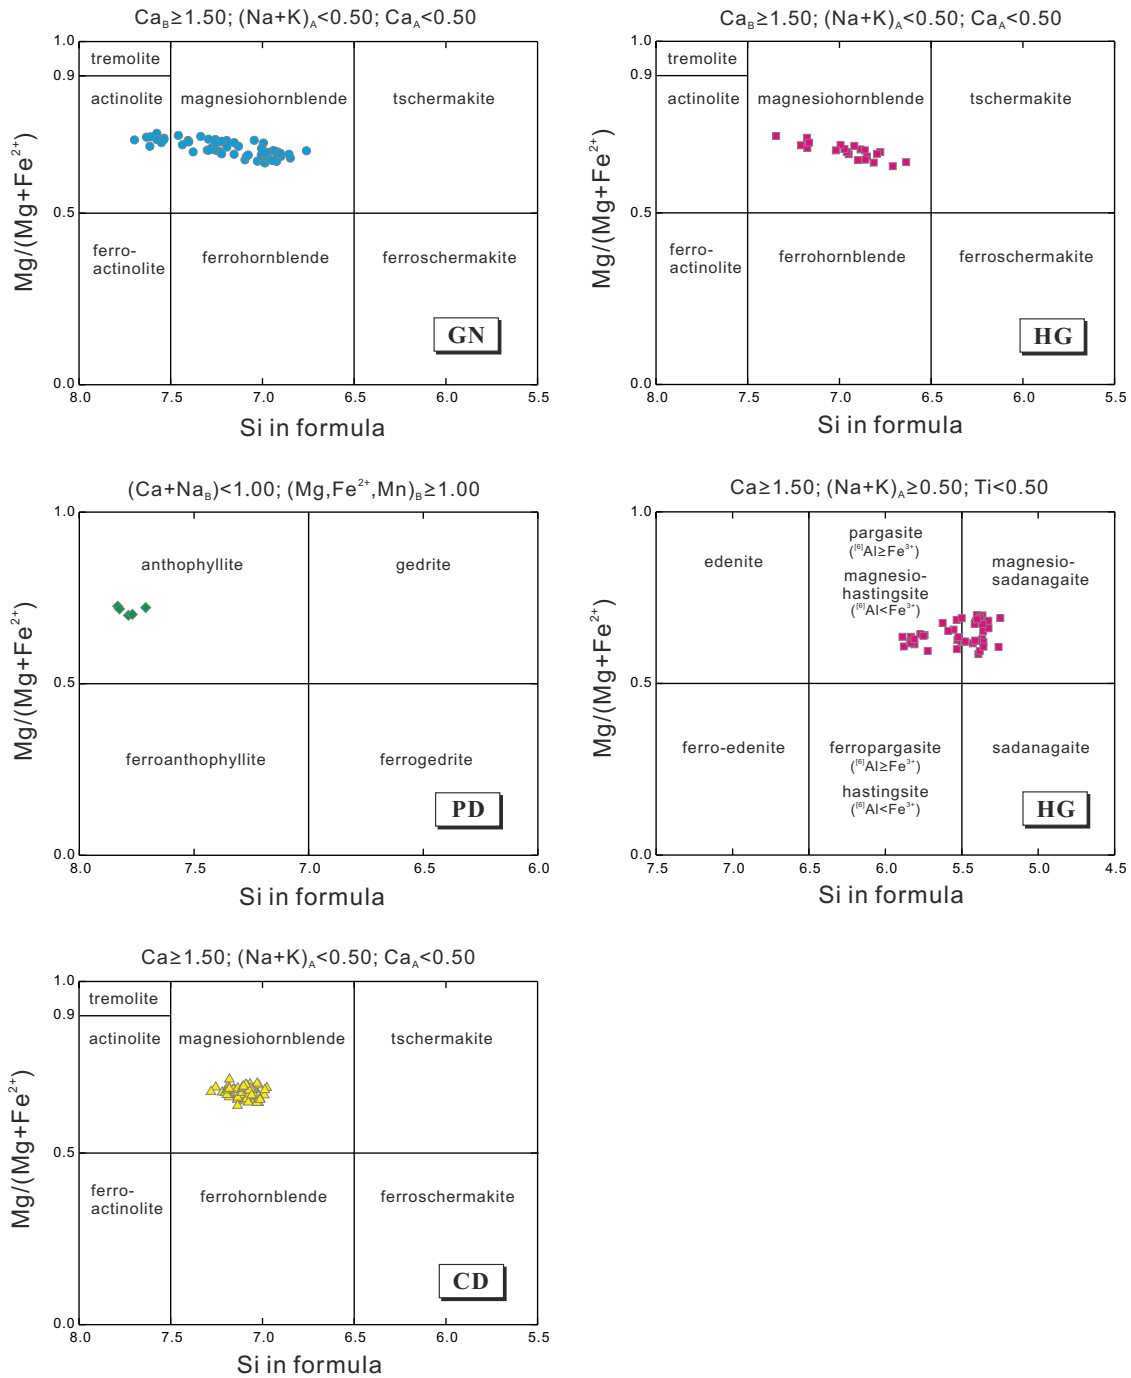 Ca_B≥1.50; (Na+K)_A<0.50; Ca_A<0.50
1.0
0.9
0.5
0.0
Mg/(Mg+Fe²⁺)
tremolite
actinolite
magnesiohornblende
tschermakite
ferro-
actinolite
ferrohornblende
ferroschermakite
GN
8.0 7.5 7.0 6.5 6.0 5.5
Si in formula
Ca_B≥1.50; (Na+K)_A<0.50; Ca_A<0.50
1.0
0.9
0.5
0.0
Mg/(Mg+Fe²⁺)
tremolite
actinolite
magnesiohornblende
tschermakite
ferro-
actinolite
ferrohornblende
ferroschermakite
HG
8.0 7.5 7.0 6.5 6.0 5.5
Si in formula
(Ca+Na_B)<1.00; (Mg,Fe²⁺,Mn)_B≥1.00
1.0
0.5
0.0
Mg/(Mg+Fe²⁺)
anthophyllite
gedrite
ferroanthophyllite
ferrogedrite
PD
8.0 7.5 7.0 6.5 6.0
Si in formula
Ca≥1.50; (Na+K)_A≥0.50; Ti<0.50
1.0
0.5
0.0
Mg/(Mg+Fe²⁺)
edenite
pargasite
(⁽⁶⁾Al≥Fe³⁺)
magnesio-
hastingsite
(⁽⁶⁾Al<Fe³⁺)
magnesio-
sadanagaite
ferro-edenite
ferropargasite
(⁽⁶⁾Al≥Fe³⁺)
hastingsite
(⁽⁶⁾Al<Fe³⁺)
sadanagaite
HG
7.5 7.0 6.0 5.5 5.0 4.5
Si in formula
Ca≥1.50; (Na+K)_A<0.50; Ca_A<0.50
1.0
0.9
0.5
0.0
Mg/(Mg+Fe²⁺)
tremolite
actinolite
magnesiohornblende
tschermakite
ferro-
actinolite
ferrohornblende
ferroschermakite
CD
8.0 7.5 7.0 6.5 6.0 5.5
Si in formula